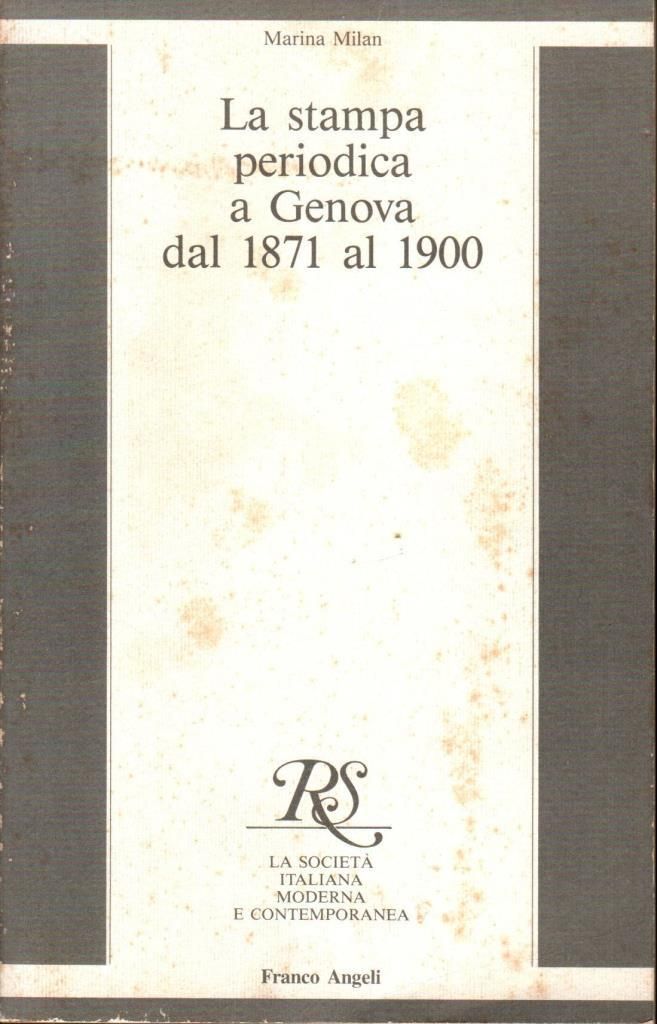 Marina Milan
La stampa
periodica
a Genova
dal 1871 al 1900
RS
LA SOCIETÀ
ITALIANA
MODERNA
E CONTEMPORANEA
Franco Angeli